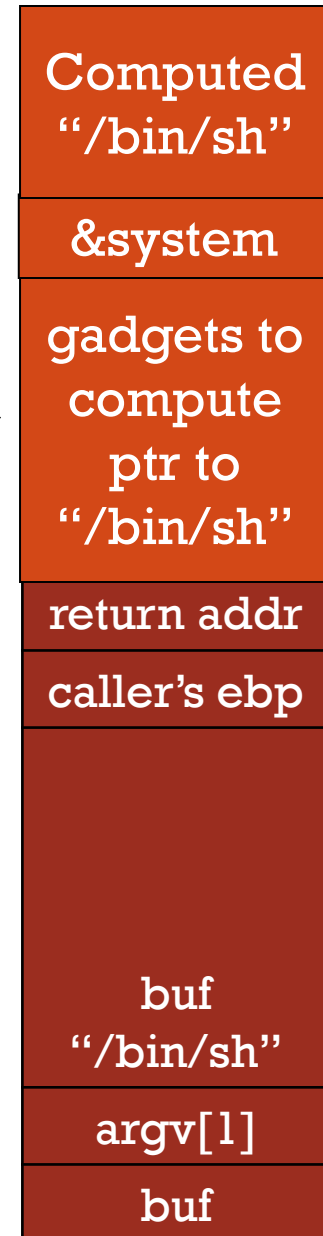 Computed
“/bin/sh”
&system
gadgets to
compute
ptr to
“/bin/sh”
return addr
caller’s ebp
buf
“/bin/sh”
argv[1]
buf